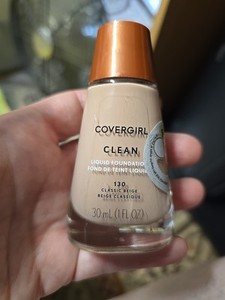 COVERGIRL
CLEAN
LIQUID FOUNDATION
FOND DE TEINT LIQUIDE
130
CLASSIC BEIGE
BEIGE CLASSIQUE
30 mL (1 FL OZ)